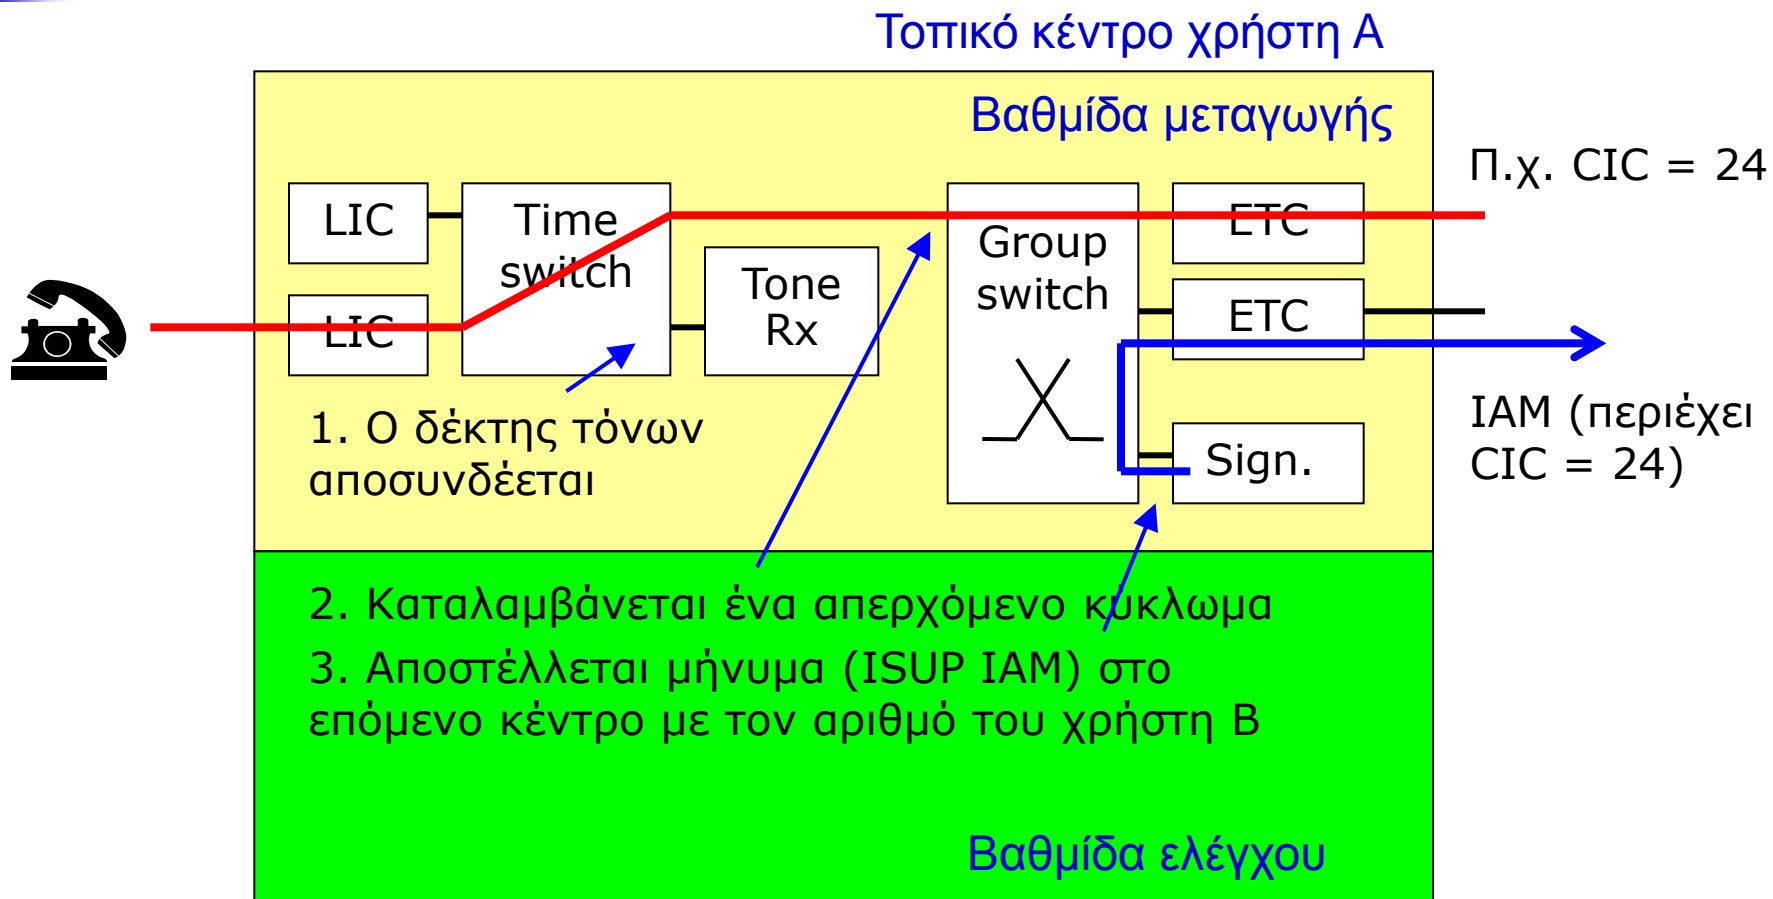 Τοπικό κέντρο χρήστη Α
Βαθμίδα μεταγωγής
Π.χ. CIC = 24
LIC
Time
switch
LIC
Tone
Rx
Group
switch
ETC
ETC
Sign.
IAM (περιέχει
CIC = 24)
1. Ο δέκτης τόνων
αποσυνδέεται
2. Καταλαμβάνεται ένα απερχόμενο κύκλωμα
3. Αποστέλλεται μήνυμα (ISUP IAM) στο
επόμενο κέντρο με τον αριθμό του χρήστη Β
Βαθμίδα ελέγχου